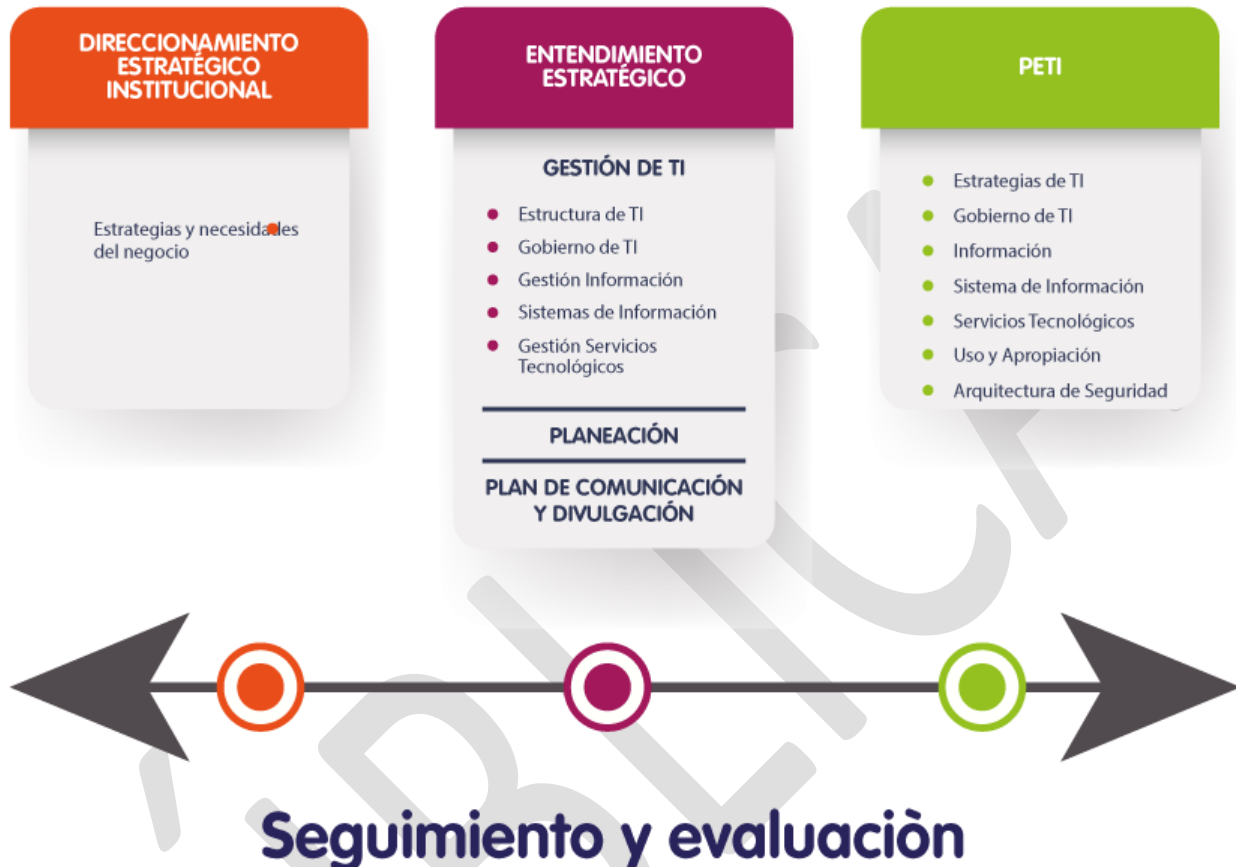 DIRECCIONAMIENTO
ESTRATÉGICO
INSTITUCIONAL
Estrategias y necesidades
del negocio
ENTENDIMIENTO
ESTRATÉGICO
GESTIÓN DE TI
Estructura de TI
Gobierno de TI
Gestión Información
Sistemas de Información
Gestión Servicios
Tecnológicos
PLANEACIÓN
PLAN DE COMUNICACIÓN
Y DIVULGACIÓN
PETI
Estrategias de TI
Gobierno de TI
Información
Sistema de Información
Servicios Tecnológicos
Uso y Apropiación
Arquitectura de Seguridad
Seguimiento y evaluaciòn